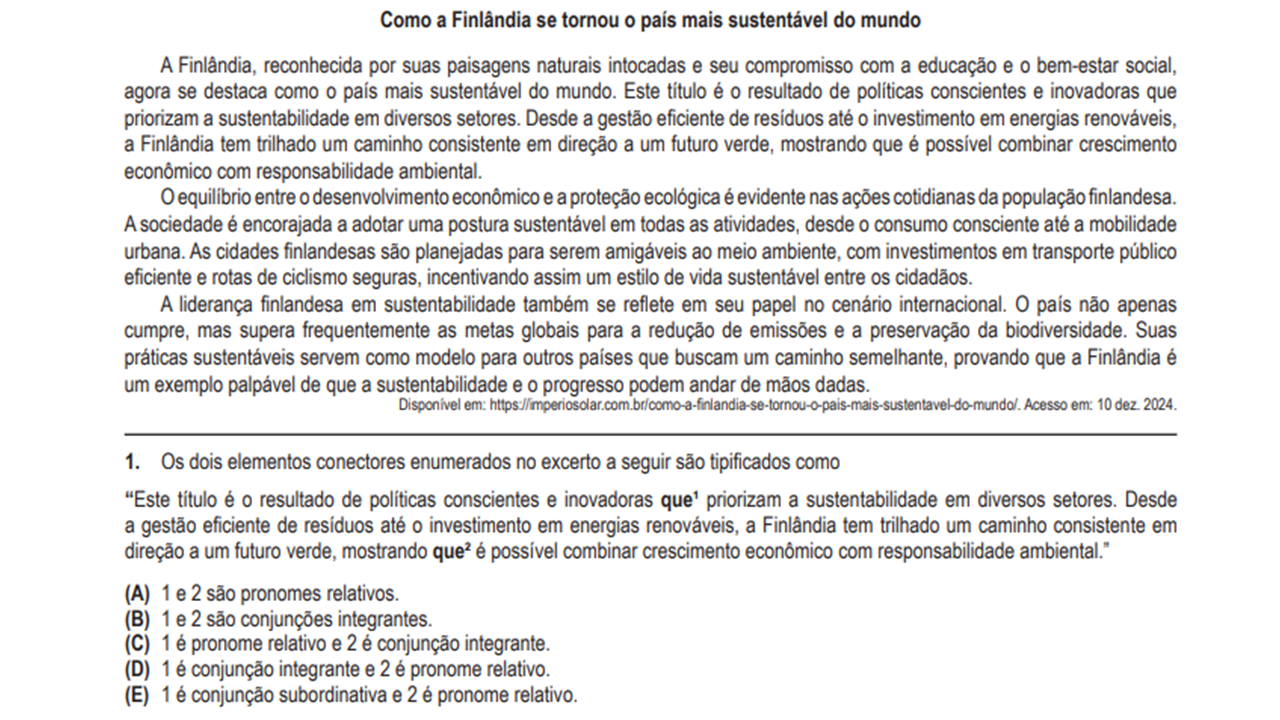 Como a Finlândia se tornou o país mais sustentável do mundo
A Finlândia, reconhecida por suas paisagens naturais intocadas e seu compromisso com a educação e o bem-estar social,
agora se destaca como o país mais sustentável do mundo. Este título é o resultado de políticas conscientes e inovadoras que
priorizam a sustentabilidade em diversos setores. Desde a gestão eficiente de resíduos até o investimento em energias renováveis,
a Finlândia tem trilhado um caminho consistente em direção a um futuro verde, mostrando que é possível combinar crescimento
econômico com responsabilidade ambiental.
O equilíbrio entre o desenvolvimento econômico e a proteção ecológica é evidente nas ações cotidianas da população finlandesa.
A sociedade é encorajada a adotar uma postura sustentável em todas as atividades, desde o consumo consciente até a mobilidade
urbana. As cidades finlandesas são planejadas para serem amigáveis ao meio ambiente, com investimentos em transporte público
eficiente e rotas de ciclismo seguras, incentivando assim um estilo de vida sustentável entre os cidadãos.
A liderança finlandesa em sustentabilidade também se reflete em seu papel no cenário internacional. O país não apenas
cumpre, mas supera frequentemente as metas globais para a redução de emissões e a preservação da biodiversidade. Suas
práticas sustentáveis servem como modelo para outros países que buscam um caminho semelhante, provando que a Finlândia é
um exemplo palpável de que a sustentabilidade e o progresso podem andar de mãos dadas.
Disponível em: https://imperiosolar.com.br/como-a-finlandia-se-tornou-o-pais-mais-sustentavel-do-mundo/. Acesso em: 10 dez. 2024.
1. Os dois elementos conectores enumerados no excerto a seguir são tipificados como
“Este título é o resultado de políticas conscientes e inovadoras que¹ priorizam a sustentabilidade em diversos setores. Desde
a gestão eficiente de resíduos até o investimento em energias renováveis, a Finlândia tem trilhado um caminho consistente em
direção a um futuro verde, mostrando que² é possível combinar crescimento econômico com responsabilidade ambiental.”
(A) 1 e 2 são pronomes relativos.
(B) 1 e 2 são conjunções integrantes.
(C) 1 é pronome relativo e 2 é conjunção integrante.
(D) 1 é conjunção integrante e 2 é pronome relativo.
(E) 1 é conjunção subordinativa e 2 é pronome relativo.